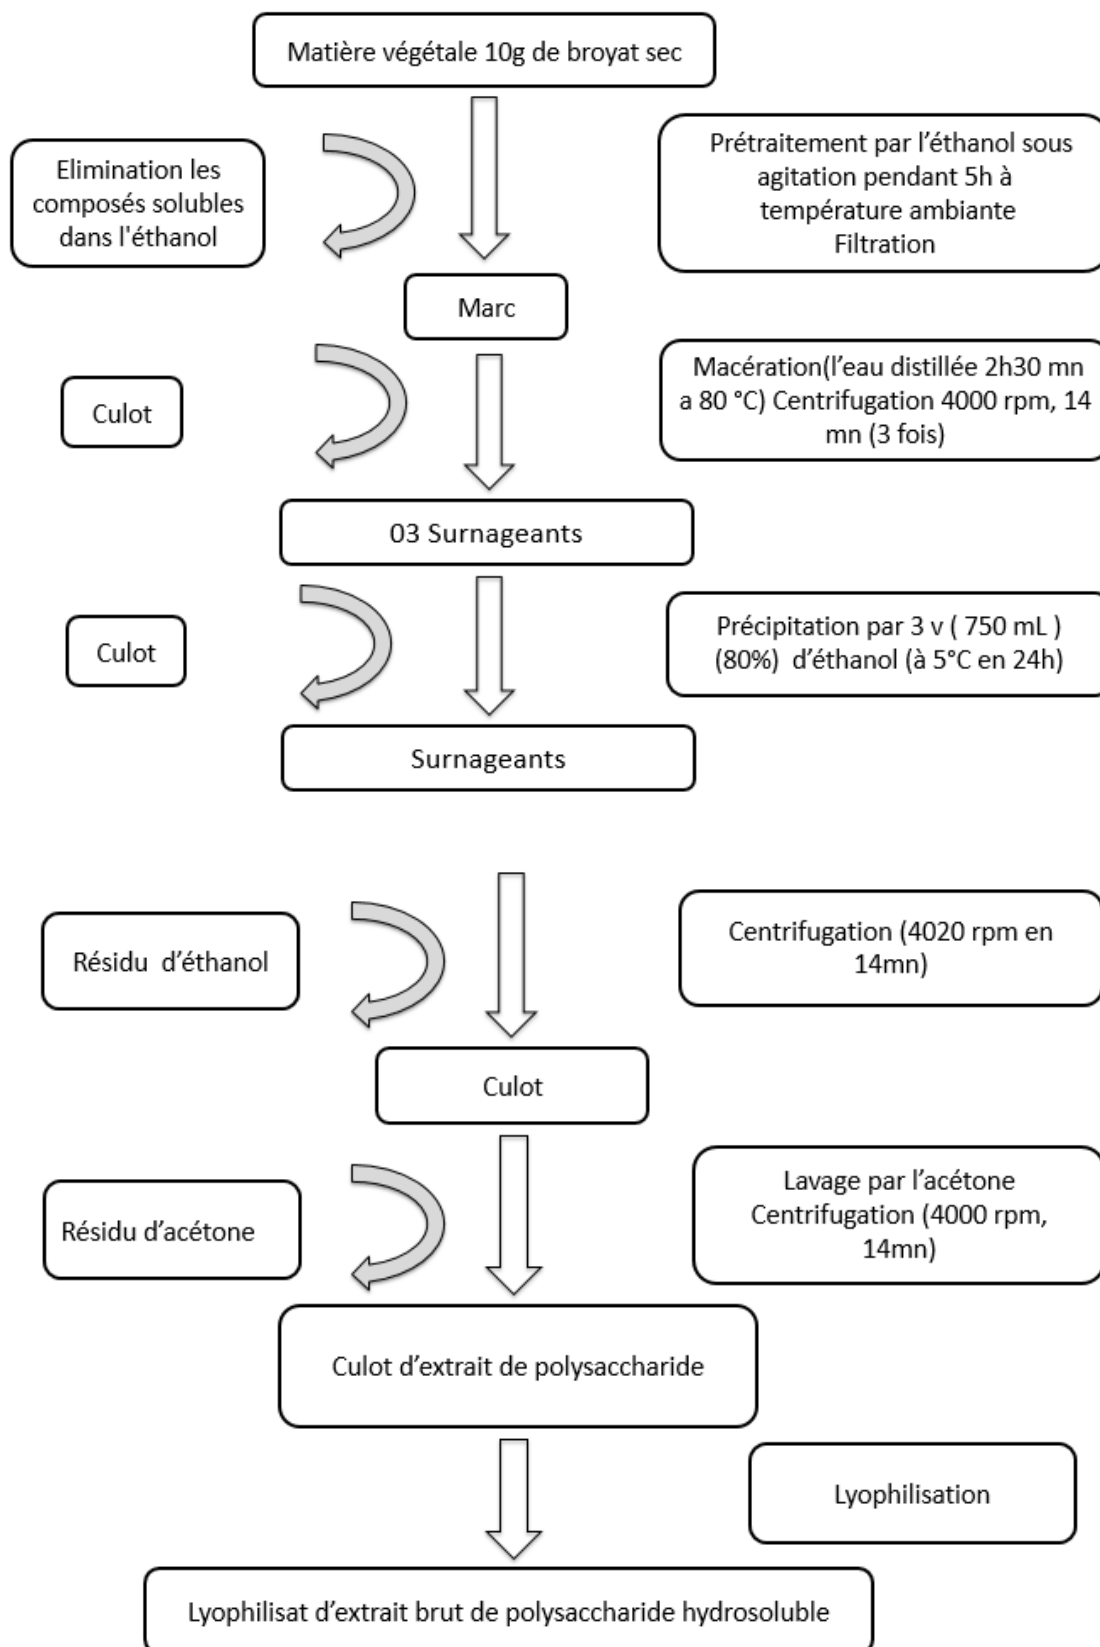 Matière végétale 10g de broyat sec
Elimination les
composés solubles
dans l'éthanol
Prétraitement par l’éthanol sous
agitation pendant 5h à
température ambiante
Filtration
Marc
Culot
Macération(l’eau distillée 2h30 mn
a 80 °C) Centrifugation 4000 rpm, 14
mn (3 fois)
03 Surnageants
Culot
Précipitation par 3 v ( 750 mL )
(80%) d’éthanol (à 5°C en 24h)
Surnageants
Résidu d’éthanol
Centrifugation (4020 rpm en
14mn)
Culot
Résidu d’acétone
Lavage par l’acétone
Centrifugation (4000 rpm,
14mn)
Culot d’extrait de polysaccharide
Lyophilisation
Lyophilisat d’extrait brut de polysaccharide hydrosoluble